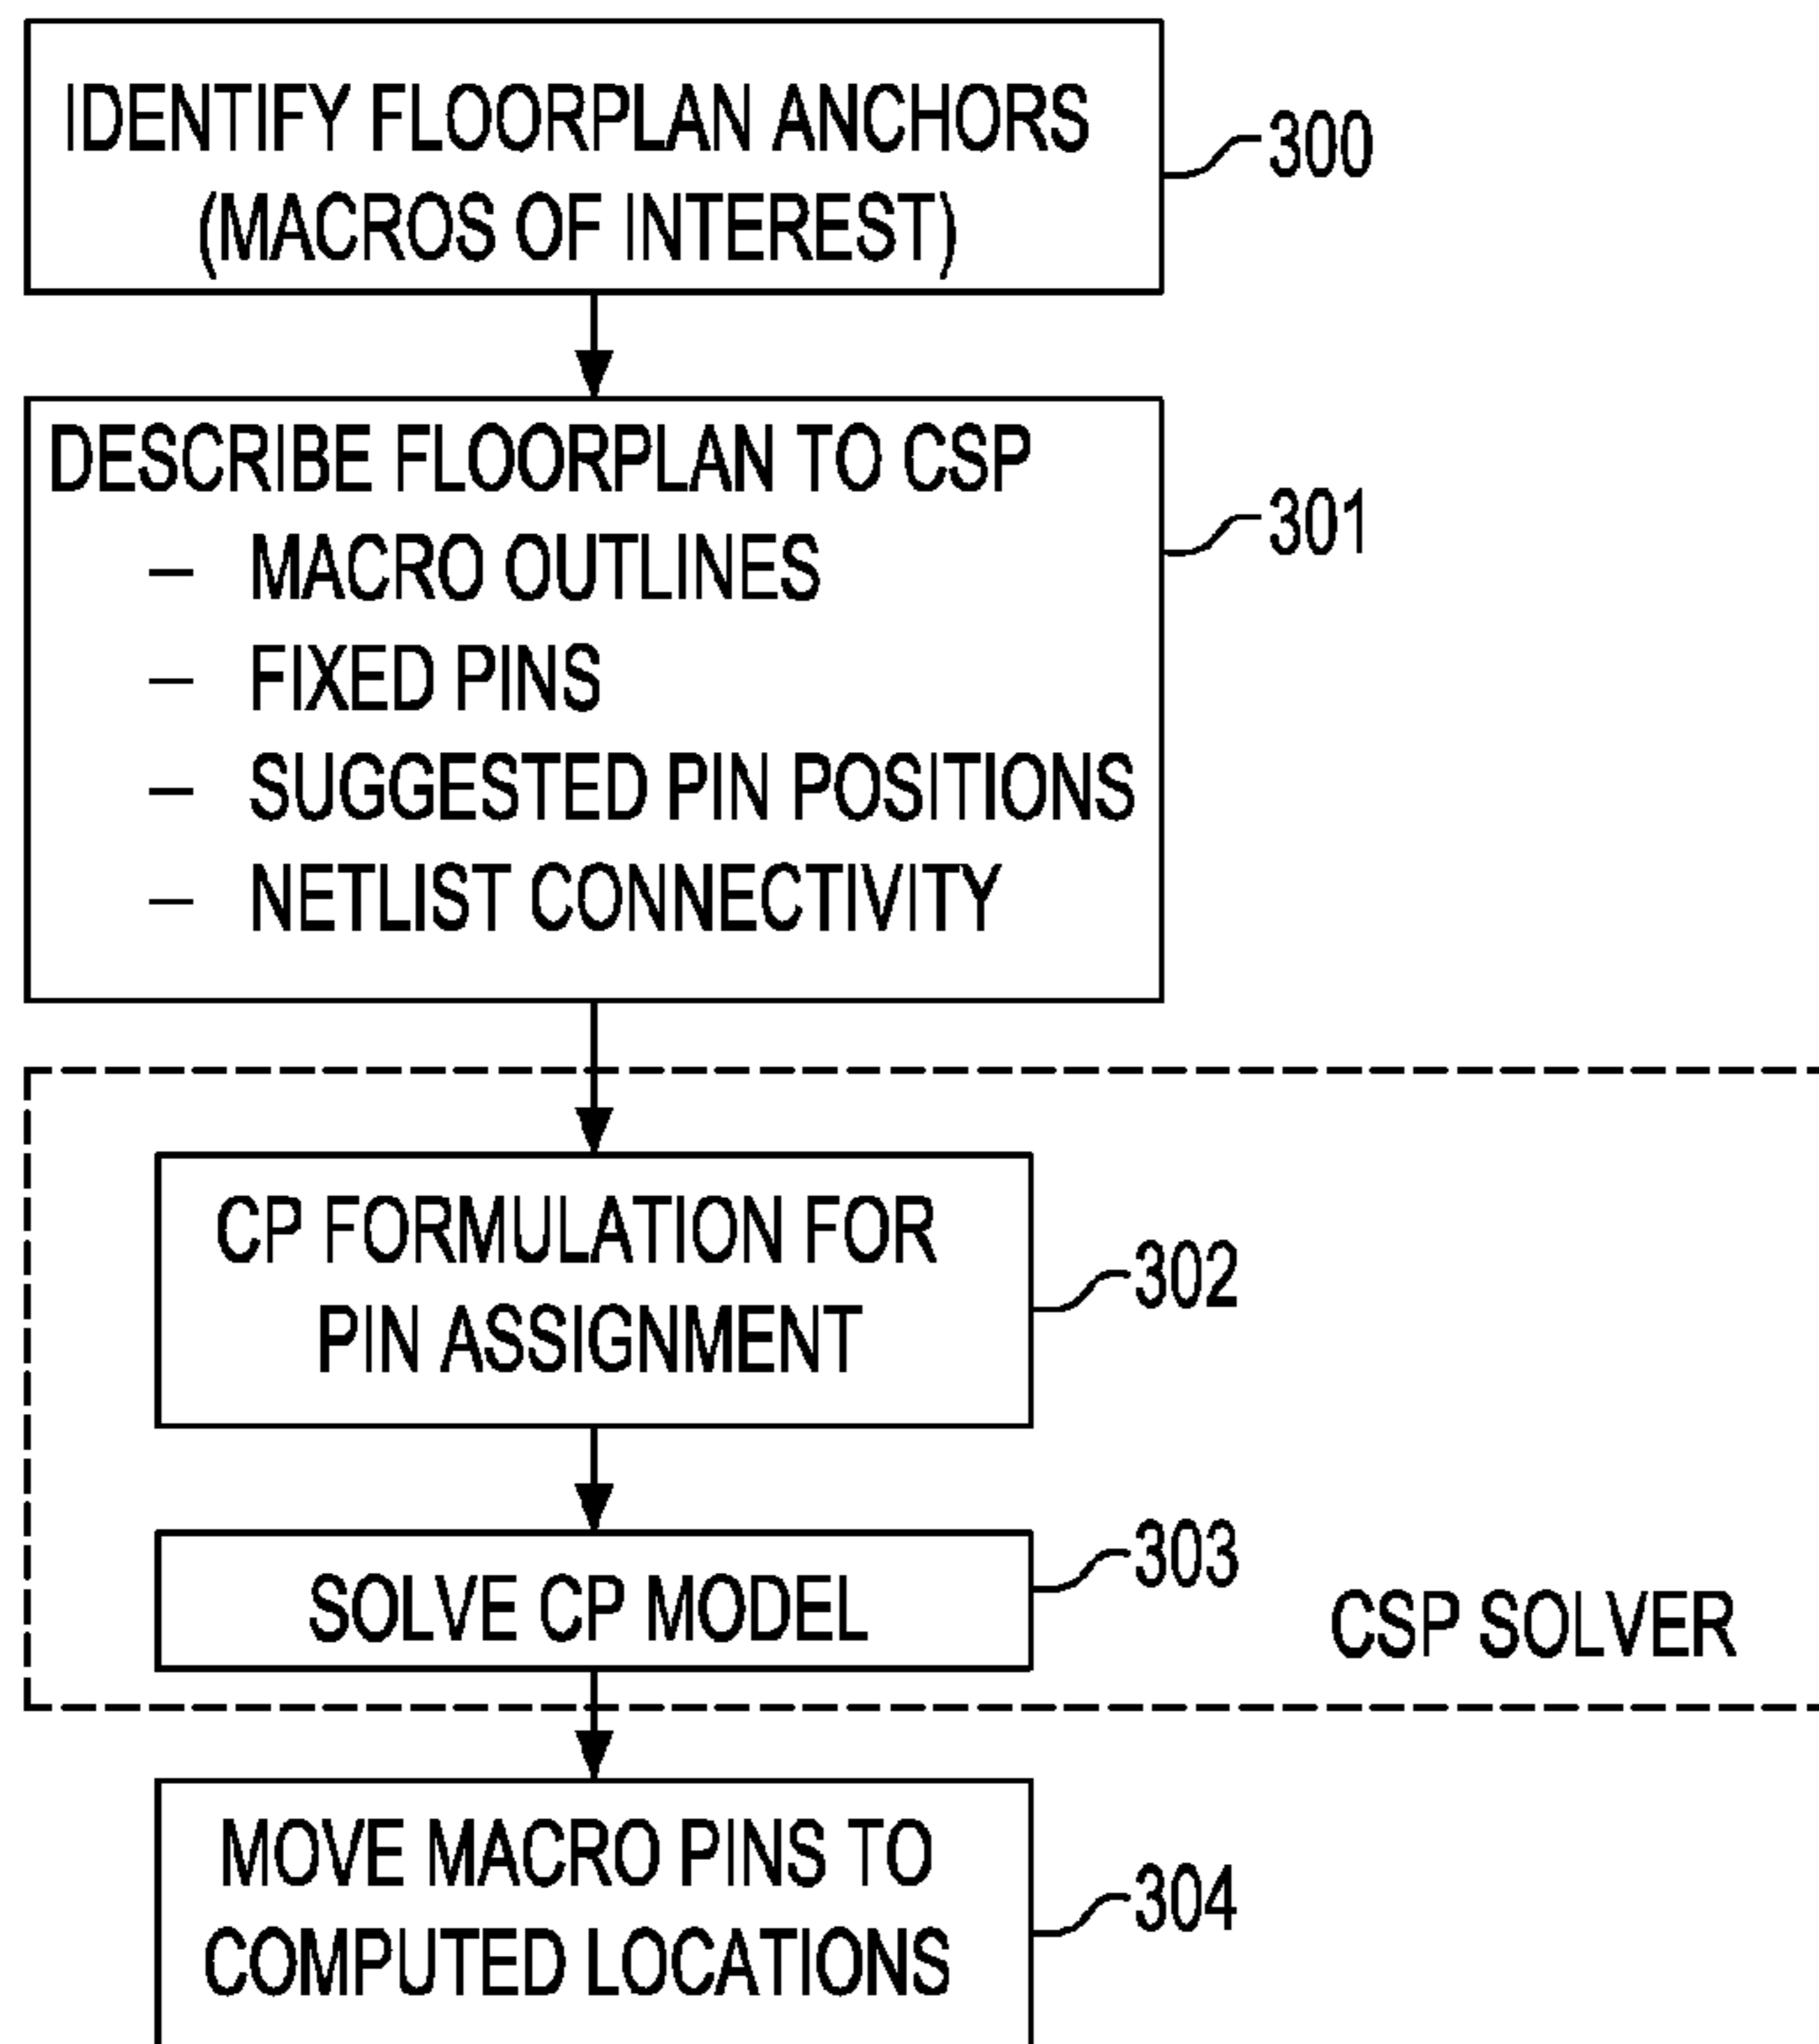 IDENTIFY FLOORPLAN ANCHORS
(MACROS OF INTEREST)
300
DESCRIBE FLOORPLAN TO CSP
– MACRO OUTLINES
– FIXED PINS
– SUGGESTED PIN POSITIONS
– NETLIST CONNECTIVITY
301
CP FORMULATION FOR
PIN ASSIGNMENT
302
SOLVE CP MODEL
303
CSP SOLVER
MOVE MACRO PINS TO
COMPUTED LOCATIONS
304